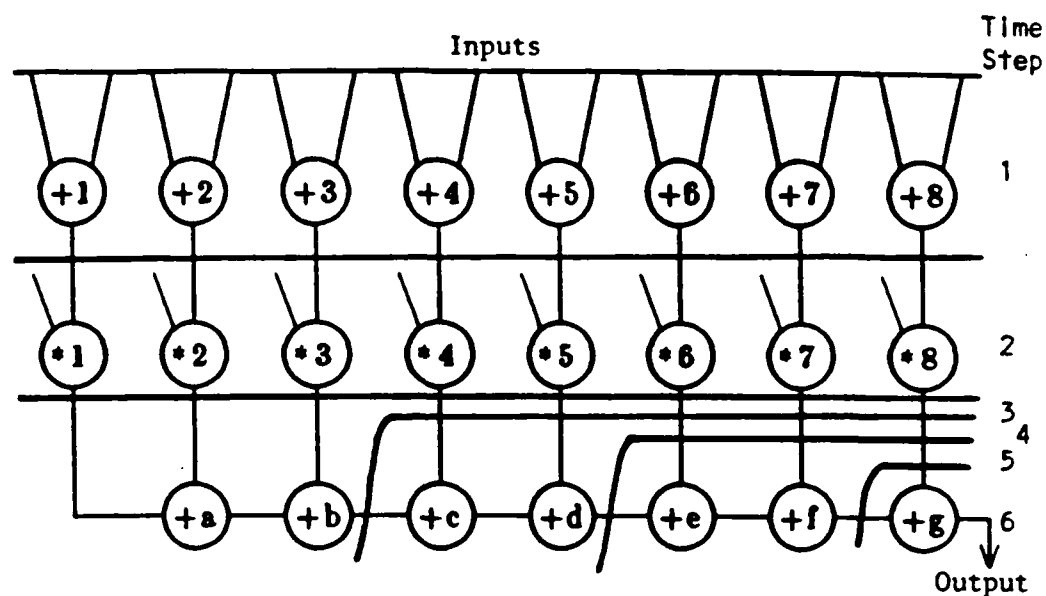 Time
Step
Inputs
+1 +2 +3 +4 +5 +6 +7 +8
1
*1 *2 *3 *4 *5 *6 *7 *8
2
3
4
5
+a +b +c +d +e +f +g
6
Output